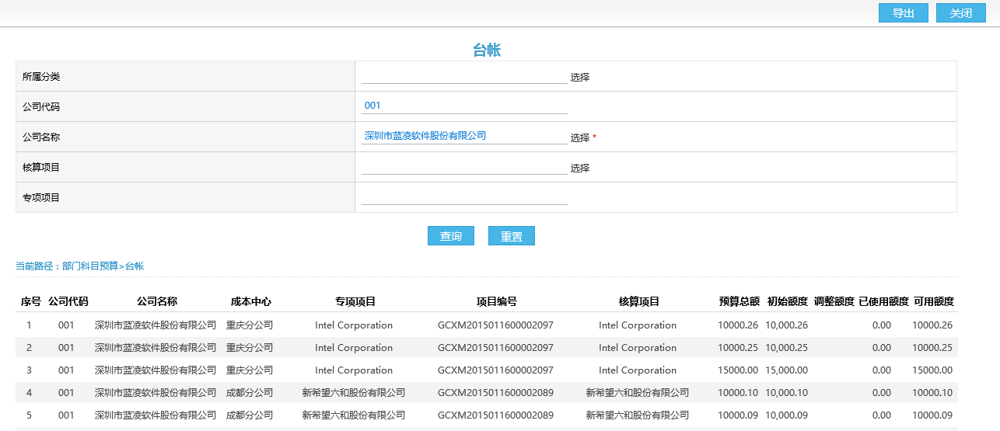 导出 关闭
台帐
所属分类 选择
公司代码 001
公司名称 深圳市蓝凌软件股份有限公司 选择 *
核算项目 选择
专项项目
查询 重置
当前路径：部门科目预算>台帐
序号 公司代码 公司名称 成本中心 专项项目 项目编号 核算项目 预算总额 初始额度 调整额度 已使用额度 可用额度
1 001 深圳市蓝凌软件股份有限公司 重庆分公司 Intel Corporation GCXM2015011600002097 Intel Corporation 10000.26 10,000.26 0.00 10000.26
2 001 深圳市蓝凌软件股份有限公司 重庆分公司 Intel Corporation GCXM2015011600002097 Intel Corporation 10000.25 10,000.25 0.00 10000.25
3 001 深圳市蓝凌软件股份有限公司 重庆分公司 Intel Corporation GCXM2015011600002097 Intel Corporation 15000.00 15,000.00 0.00 15000.00
4 001 深圳市蓝凌软件股份有限公司 成都分公司 新希望六和股份有限公司 GCXM2015011600002089 新希望六和股份有限公司 10000.10 10,000.10 0.00 10000.10
5 001 深圳市蓝凌软件股份有限公司 成都分公司 新希望六和股份有限公司 GCXM2015011600002089 新希望六和股份有限公司 10000.09 10,000.09 0.00 10000.09